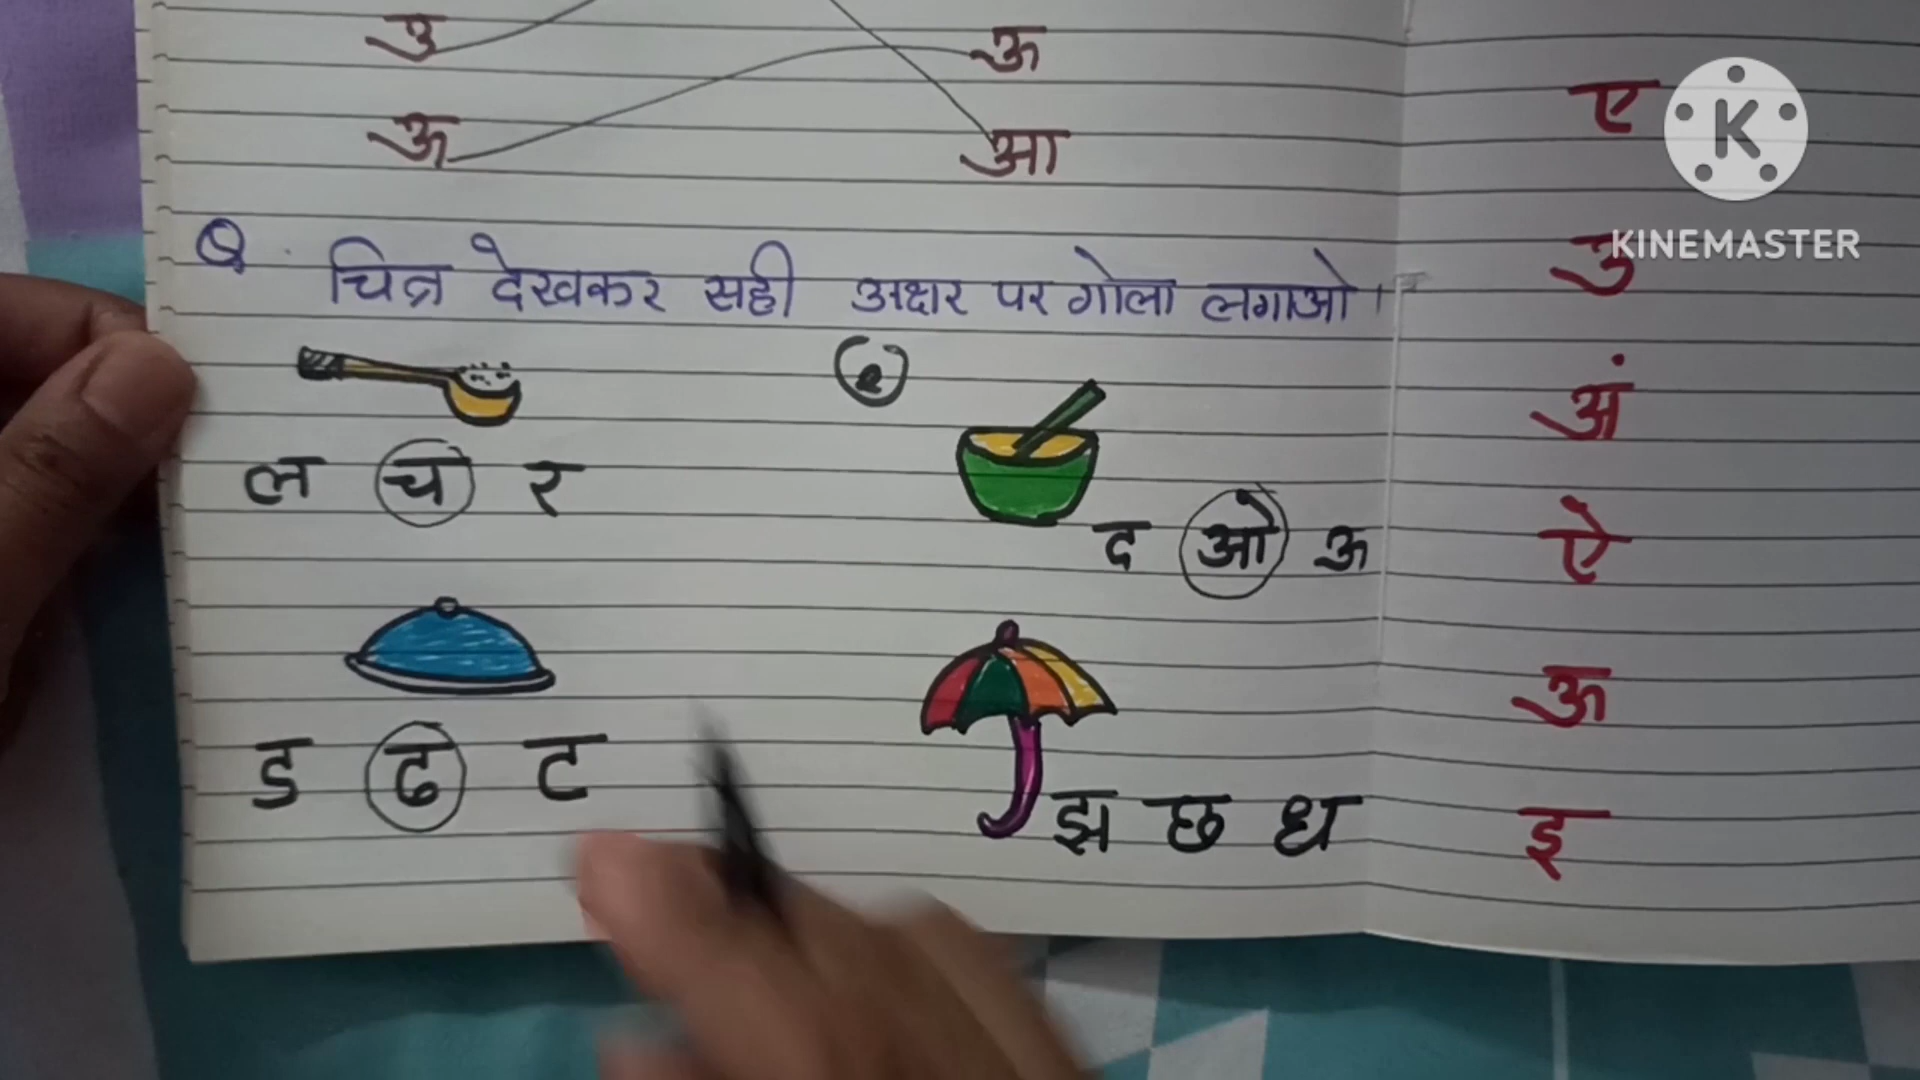 उ ऊ
ऊ आ
Q. चित्र देखकर सही अक्षर पर गोला लगाओ।
ल च र
द ओ ऊ
ड ढ ट
झ छ ध
ए
उ
अं
ऐ
ऊ
इ
K
KINEMASTER